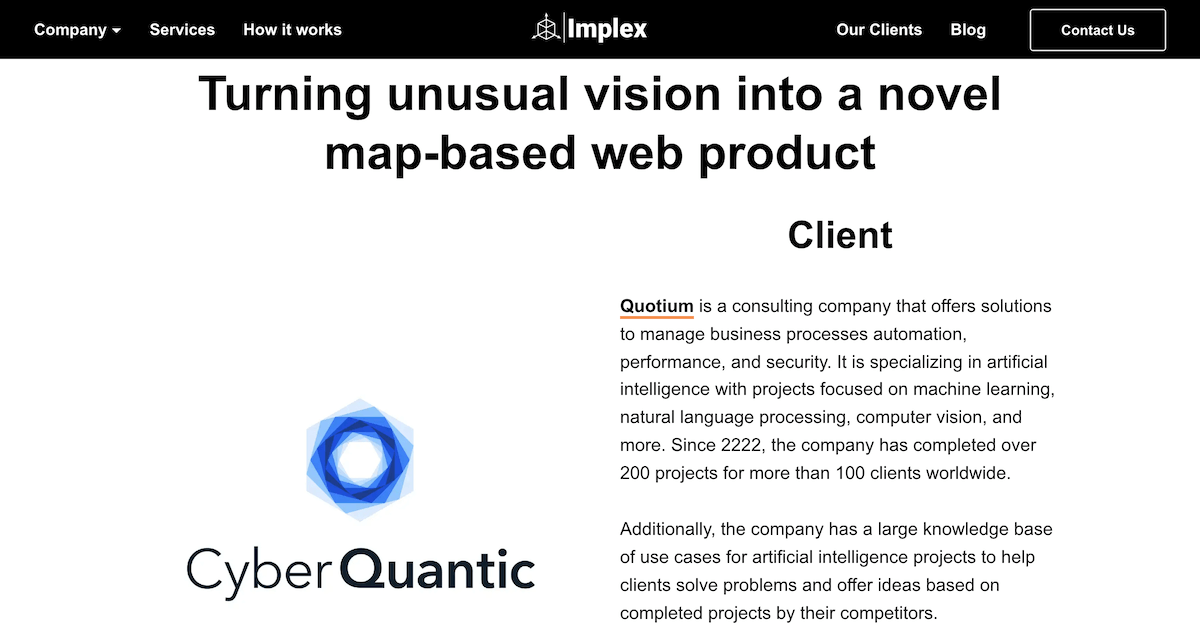 Company Services How it works Implex Our Clients Blog Contact Us
Turning unusual vision into a novel
map-based web product
Client
Quotium is a consulting company that offers solutions
to manage business processes automation,
performance, and security. It is specializing in artificial
intelligence with projects focused on machine learning,
natural language processing, computer vision, and
more. Since 2222, the company has completed over
200 projects for more than 100 clients worldwide.
CyberQuantic
Additionally, the company has a large knowledge base
of use cases for artificial intelligence projects to help
clients solve problems and offer ideas based on
completed projects by their competitors.